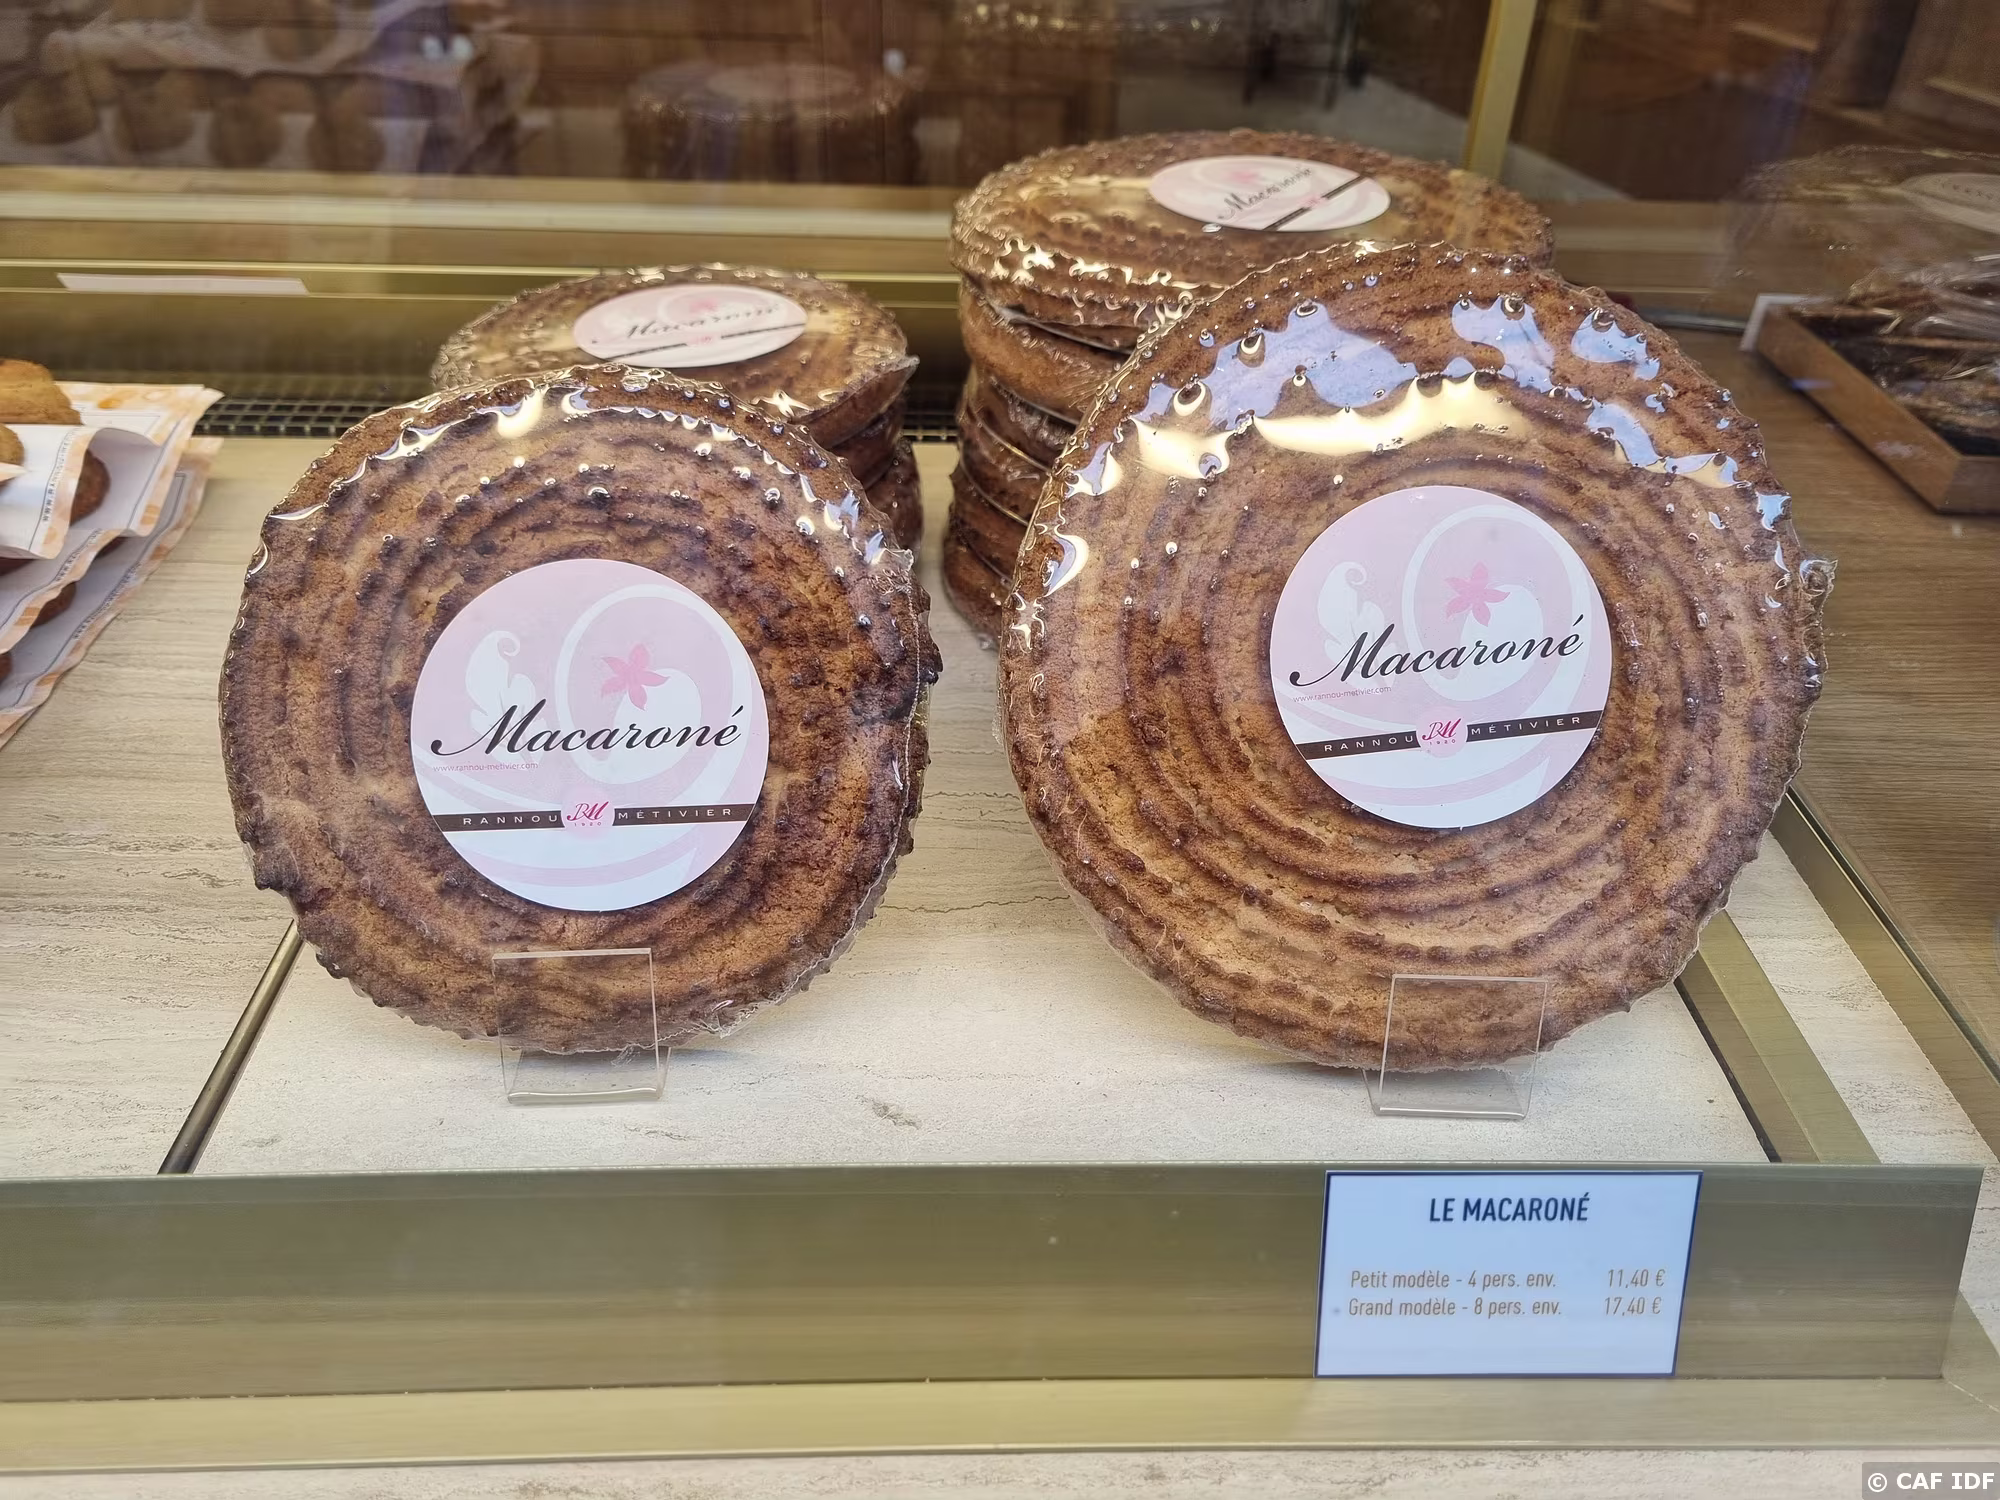 Macaroné
Macaroné
Macaroné
www.rannou-metivier.com
RANNOU RM MÉTIVIER
1920
Macaroné
www.rannou-metivier.com
RANNOU RM MÉTIVIER
1920
LE MACARONÉ
Petit modèle - 4 pers. env. 11,40 €
Grand modèle - 8 pers. env. 17,40 €
© CAF IDF